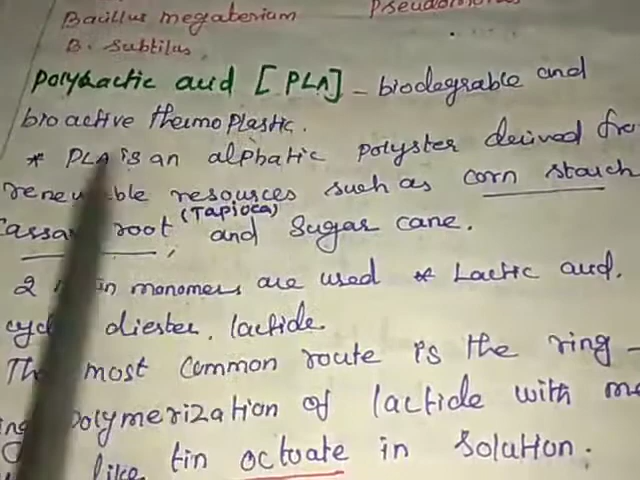 Bacillus megaterium
B. Subtilus
Polylactic acid [PLA] - biodegrable and
bioactive thermoplastic.
* PLA is an alphatic polyster derived
resources such as corn starch
root (Tapioca) and Sugar cane.
2 monomers are used * Lactic acid.
diester, lactide.
most common route is the ring -
polymerization of lactide with
like tin octoate in solution.